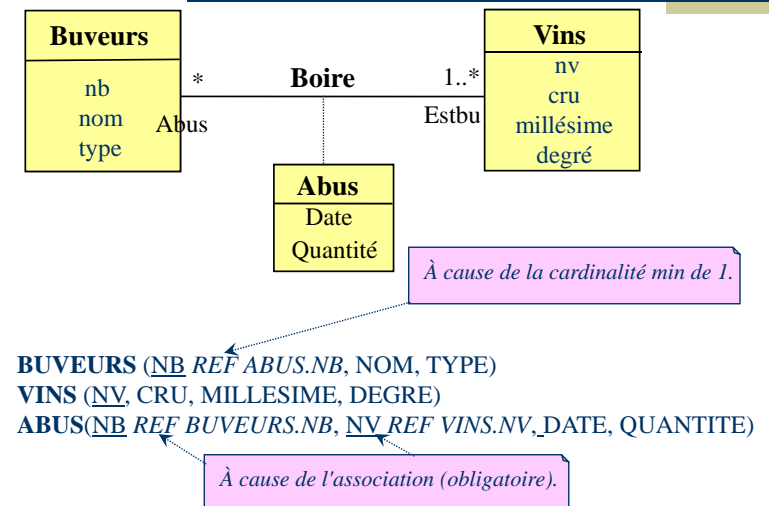 Buveurs
nb
nom
type
*
Abus
Boire
1..*
Estbu
Vins
nv
cru
millésime
degré
Abus
Date
Quantité
À cause de la cardinalité min de 1.
BUVEURS (NB REF ABUS.NB, NOM, TYPE)
VINS (NV, CRU, MILLESIME, DEGRE)
ABUS(NB REF BUVEURS.NB, NV REF VINS.NV, DATE, QUANTITE)
À cause de l'association (obligatoire).